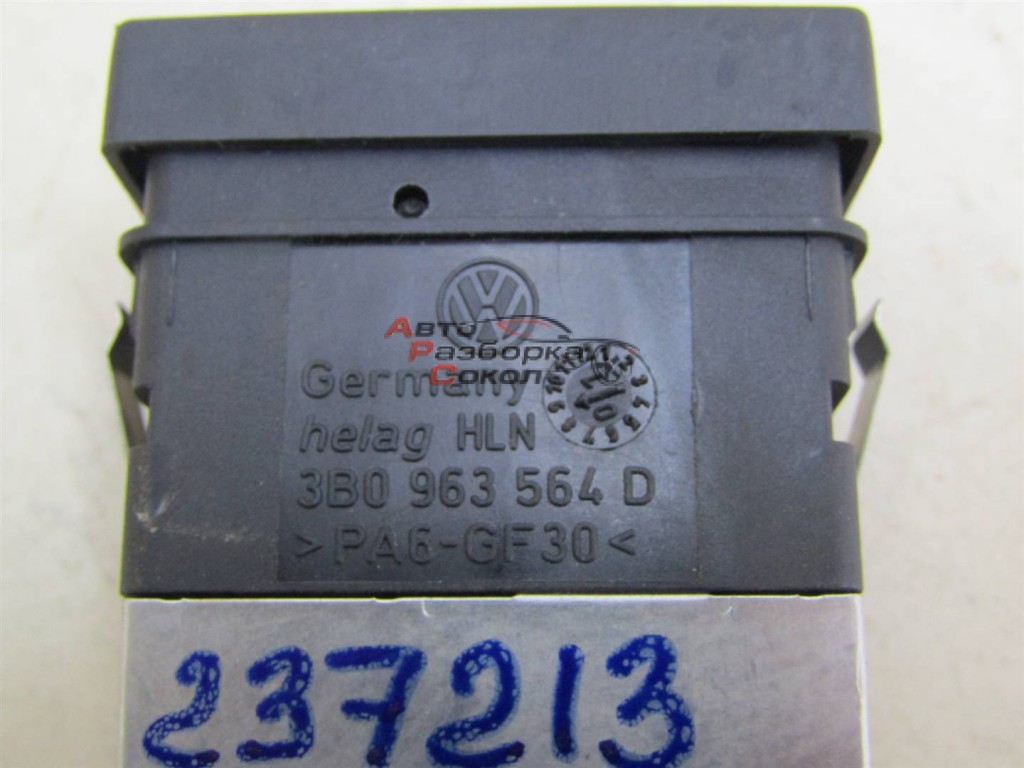 Авто
Разборка
Сокол
Germany
helag HLN
3B0 963 564 D
>PA6-GF30<
237213